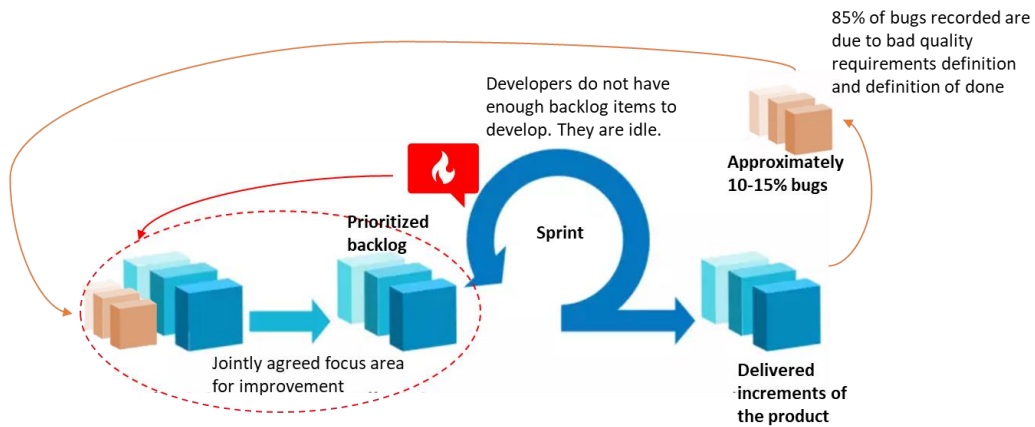 85% of bugs recorded are
due to bad quality
requirements definition
and definition of done
Developers do not have
enough backlog items to
develop. They are idle.
Approximately
10-15% bugs
Prioritized
backlog
Sprint
Jointly agreed focus area
for improvement
Delivered
increments of
the product